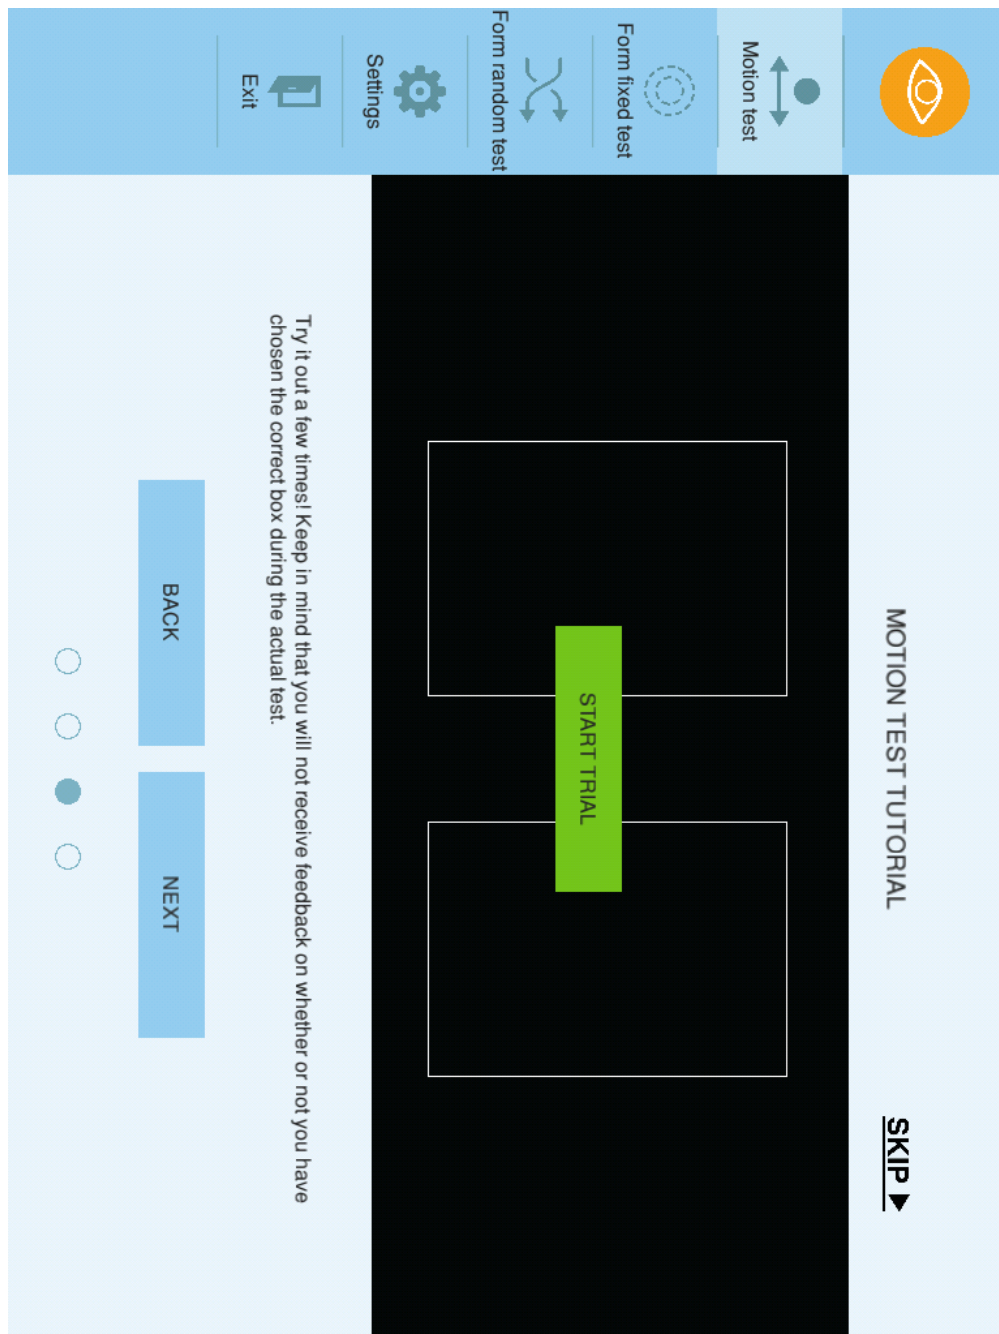 Motion test
Form fixed test
Form random test
Settings
Exit
MOTION TEST TUTORIAL
SKIP
START TRIAL
Try it out a few times! Keep in mind that you will not receive feedback on whether or not you have
chosen the correct box during the actual test.
BACK
NEXT